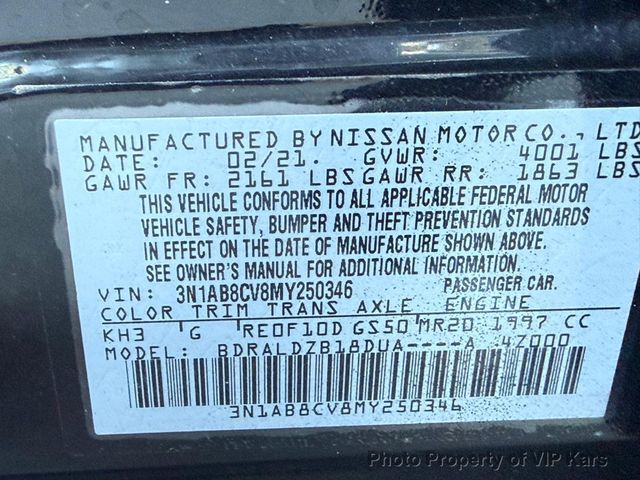 MANUFACTURED BY NISSAN MOTOR CO., LTD
DATE: 02/21. GVWR: 4001 LBS
GAWR FR: 2161 LBS GAWR RR: 1863 LBS
THIS VEHICLE CONFORMS TO ALL APPLICABLE FEDERAL MOTOR
VEHICLE SAFETY, BUMPER AND THEFT PREVENTION STANDARDS
IN EFFECT ON THE DATE OF MANUFACTURE SHOWN ABOVE.
SEE OWNER'S MANUAL FOR ADDITIONAL INFORMATION.
VIN: 3N1AB8CV8MY250346 PASSENGER CAR.
COLOR TRIM TRANS AXLE ENGINE
KH3 'G RE0F10D GS50 MR20 1997 CC
MODEL: BDRALDZB18DUA----A 4Z000
3N1AB8CV8MY250346
Photo Property of VIP Kars